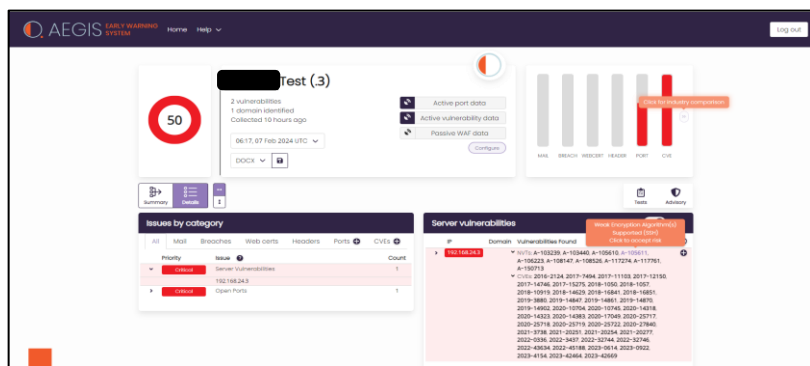 AEGIS EARLY WARNING SYSTEM
Home Help
Log out
Test (.3)
50
2 vulnerabilities
1 domain identified
Collected 10 hours ago
06:17, 07 Feb 2024 UTC
DOCX
Active port data
Active vulnerability data
Passive WAF data
Configure
Click for industry comparison
MAIL BREACH WEBCERT HEADER PORT CVE
Summary
Details
Tests
Advisory
Issues by category
All Mail Breaches Web certs Headers Ports CVEs
Priority Issue Count
Critical Server Vulnerabilities 1
192.168.24.3
Critical Open Ports 1
Server vulnerabilities
Weak Encryption Algorithm(s)
Supported (SSH)
Click to accept risk
IP Domain Vulnerabilities Found
192.168.24.3
NVTs: A-103239, A-103440, A-105610, A-105611,
A-106223, A-108147, A-108526, A-117274, A-117761,
A-150713
CVEs: 2016-2124, 2017-7494, 2017-11103, 2017-12150,
2017-14746, 2017-15275, 2018-1050, 2018-1057,
2018-10919, 2018-14629, 2018-16841, 2018-16851,
2019-3880, 2019-14847, 2019-14861, 2019-14870,
2019-14902, 2020-10704, 2020-10745, 2020-14318,
2020-14323, 2020-14383, 2020-17049, 2020-25717,
2020-25718, 2020-25719, 2020-25722, 2020-27840,
2021-3738, 2021-20251, 2021-20254, 2021-20277,
2022-0336, 2022-3437, 2022-32744, 2022-32746,
2022-43634, 2022-45188, 2023-0614, 2023-0922,
2023-4154, 2023-42464, 2023-42669